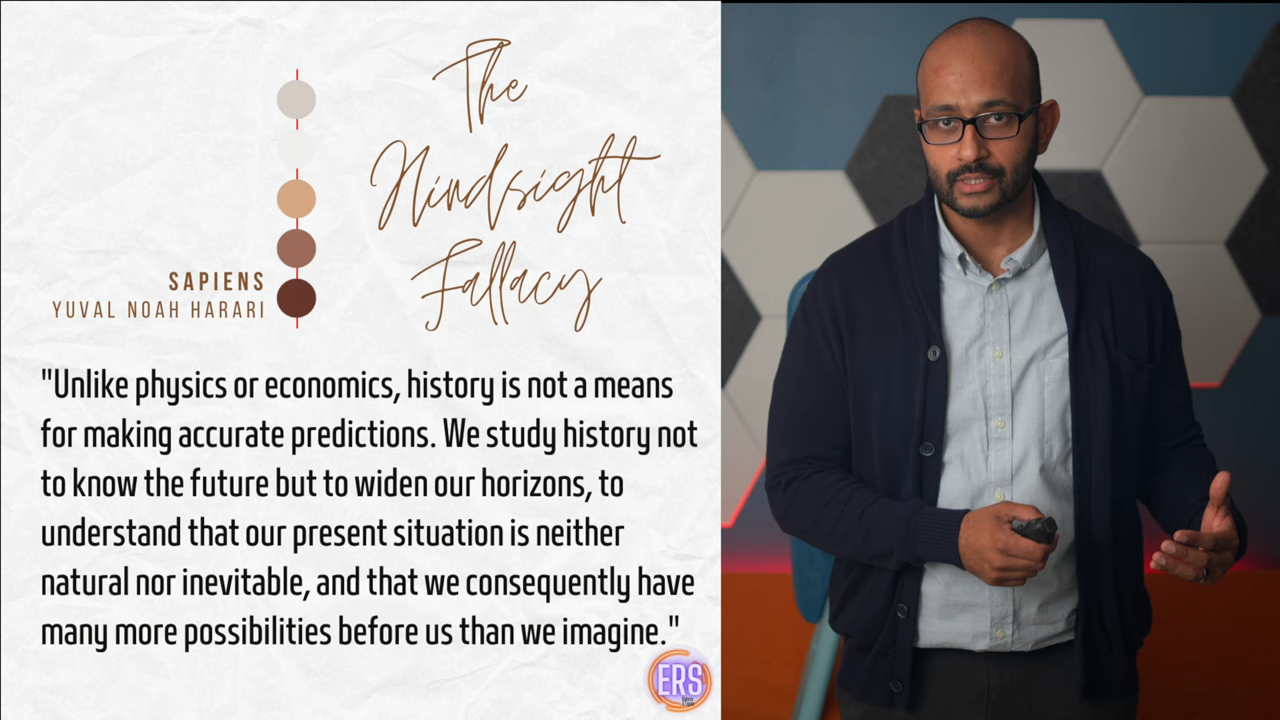 The
Hindsight
Fallacy
SAPIENS
YUVAL NOAH HARARI
"Unlike physics or economics, history is not a means
for making accurate predictions. We study history not
to know the future but to widen our horizons, to
understand that our present situation is neither
natural nor inevitable, and that we consequently have
many more possibilities before us than we imagine."
ERS